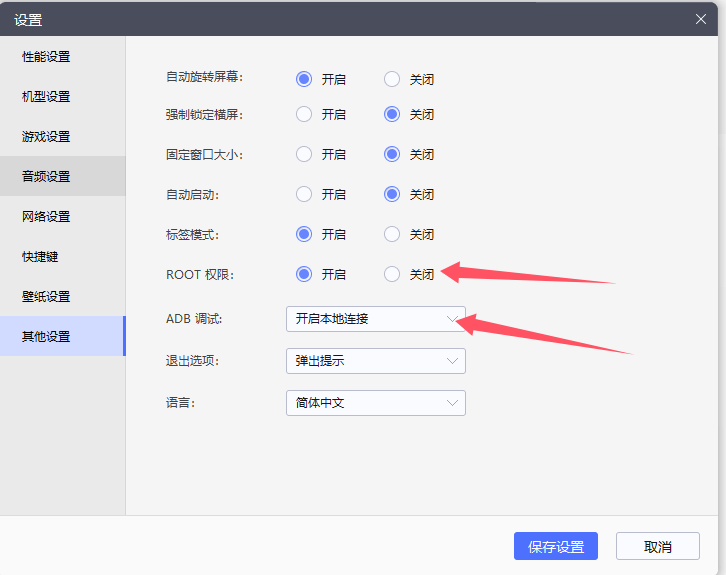 设置
性能设置
机型设置
游戏设置
音频设置
网络设置
快捷键
壁纸设置
其他设置
自动旋转屏幕: 开启 关闭
强制锁定横屏: 开启 关闭
固定窗口大小: 开启 关闭
自动启动: 开启 关闭
标签模式: 开启 关闭
ROOT 权限: 开启 关闭
ADB 调试: 开启本地连接
退出选项: 弹出提示
语言: 简体中文
保存设置 取消